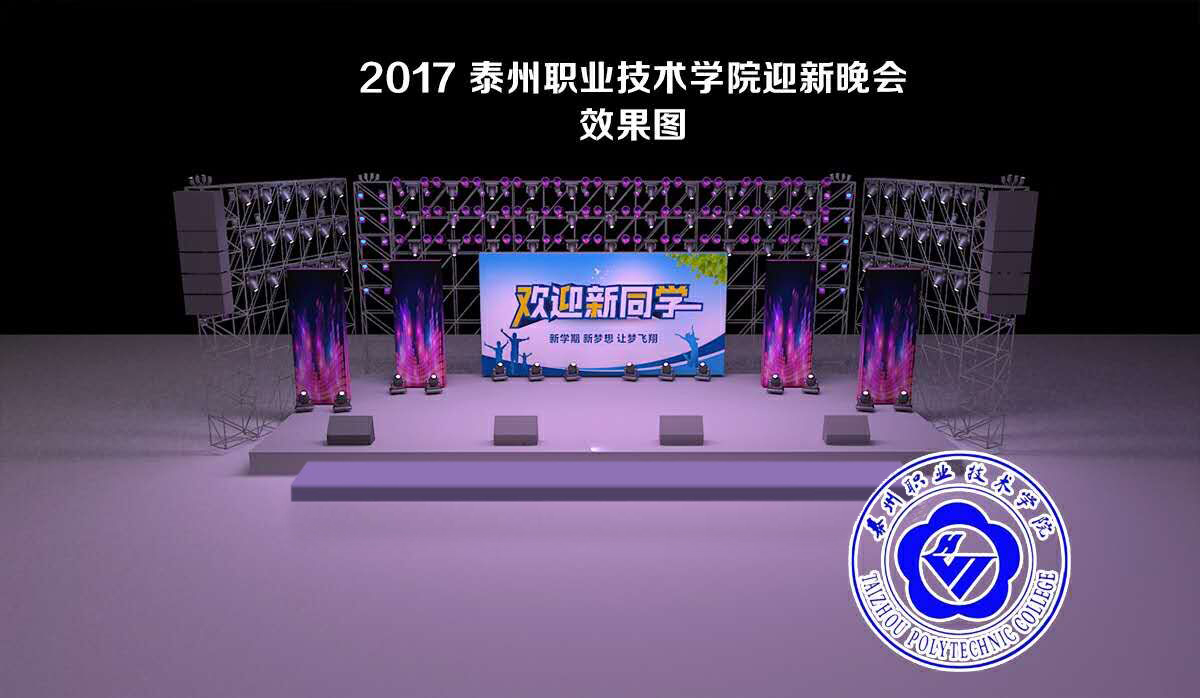 2017 泰州职业技术学院迎新晚会
效果图
欢迎新同学
新学期 新梦想 让梦飞翔
泰州职业技术学院
TAIZHOU POLYTECHNIC COLLEGE